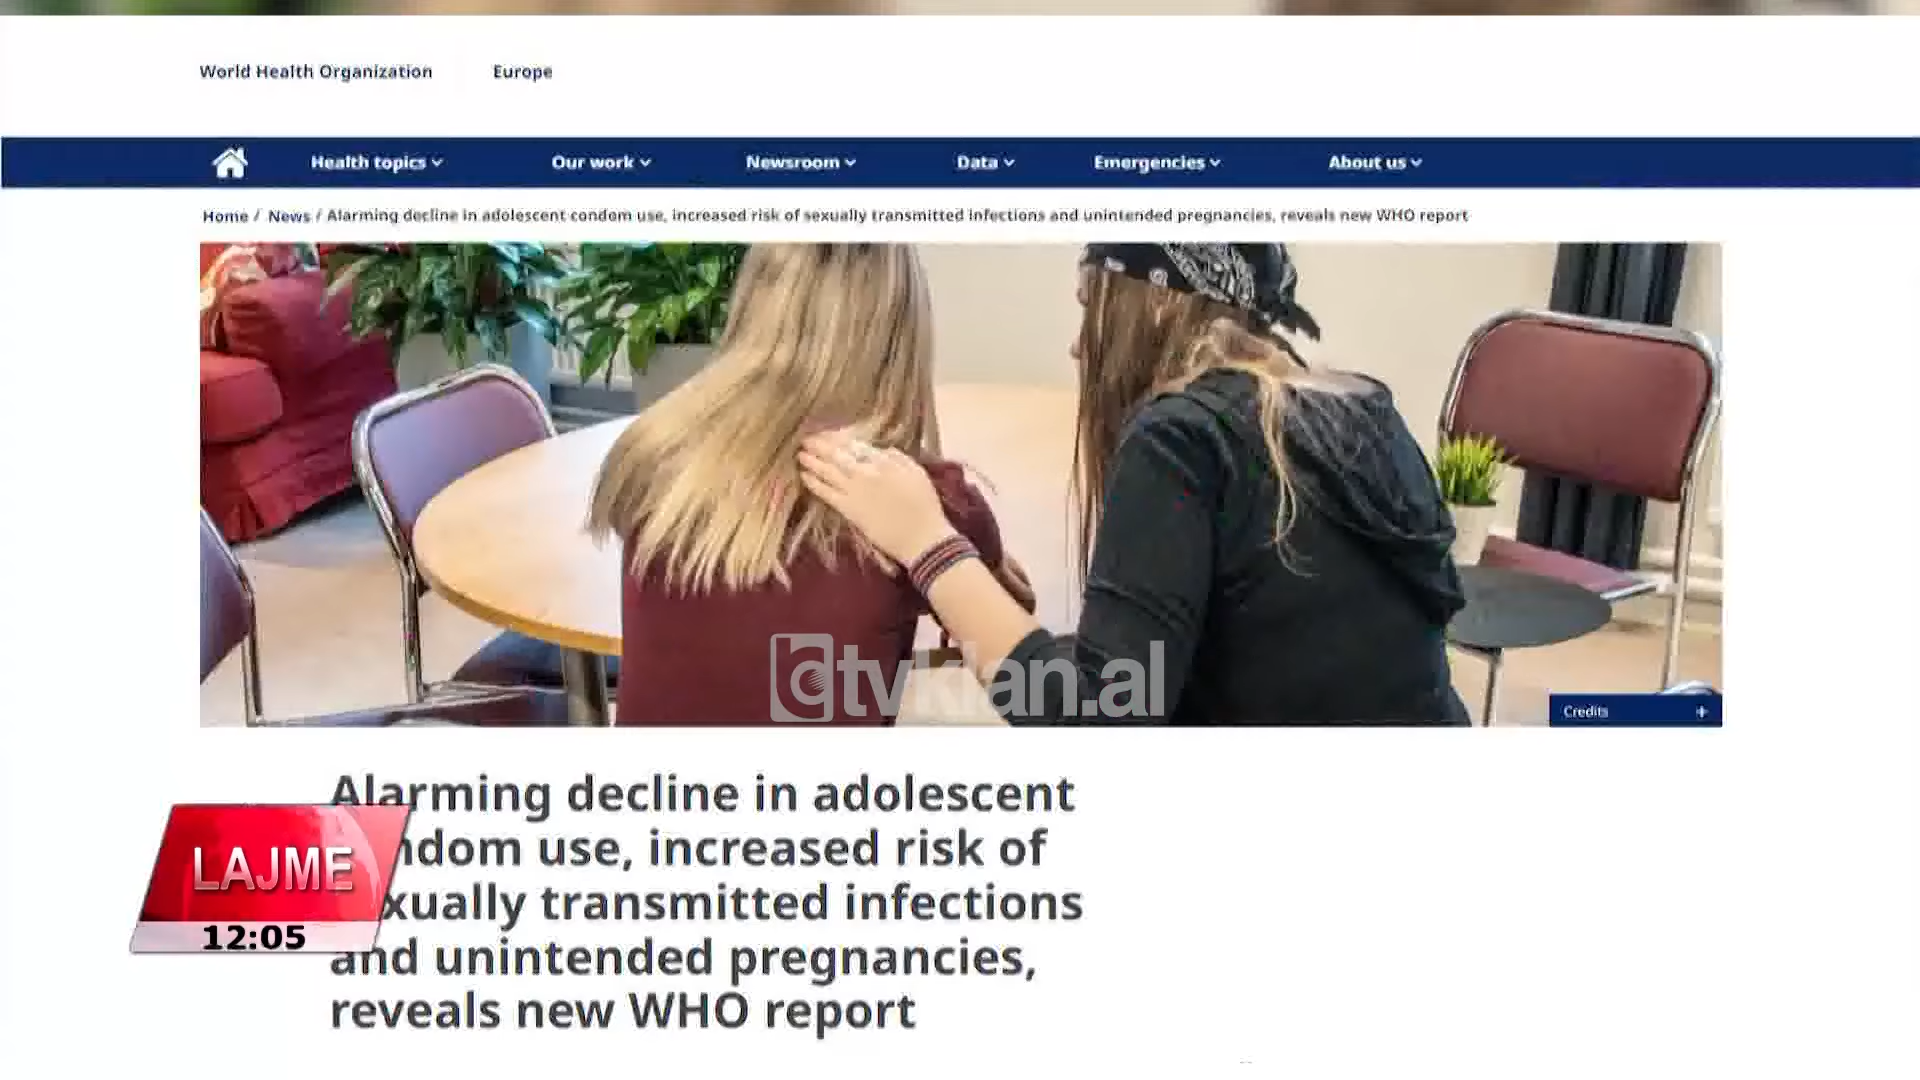 World Health Organization Europe
Health topics Our work Newsroom Data Emergencies About us
Home / News / Alarming decline in adolescent condom use, increased risk of sexually transmitted infections and unintended pregnancies, reveals new WHO report
tvklan.al
Credits +
Alarming decline in adolescent
ndom use, increased risk of
xually transmitted infections
and unintended pregnancies,
reveals new WHO report
LAJME
12:05